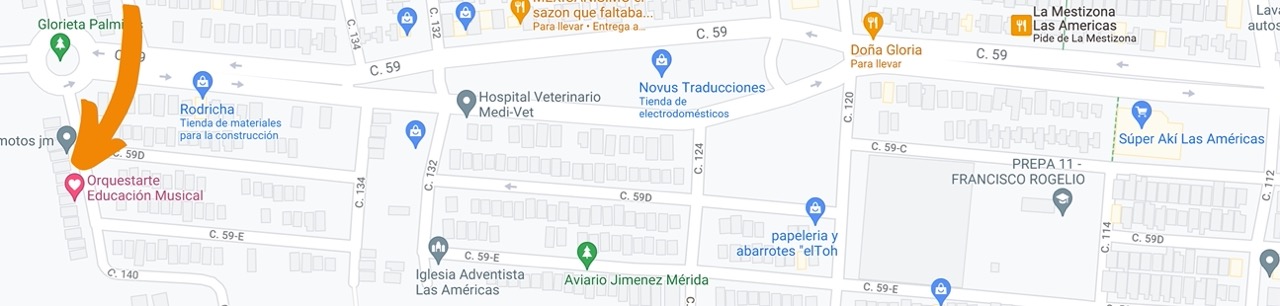 MEXICANÍSIMO el
sazon que faltaba...
Para llevar • Entrega a...
La Mestizona
Las Americas
Pide de La Mestizona
Glorieta Palmi
C. 134
C. 132
C. 59
Doña Gloria
Para llevar
C. 59
C. 59
Novus Traducciones
Tienda de
electrodomésticos
Rodricha
Tienda de materiales
para la construcción
Hospital Veterinario
Medi-Vet
C. 120
Súper Akí Las Américas
motos jm
C. 59D
C. 124
C. 59-C
PREPA 11 -
FRANCISCO ROGELIO
Orquestarte
Educación Musical
C. 134
C. 132
C. 59D
C. 112
C. 59-E
papeleria y
abarrotes "elToh
C. 114
C. 59D
C. 59-E
Iglesia Adventista
Las Américas
Aviario Jimenez Mérida
C. 140
C. 59-E